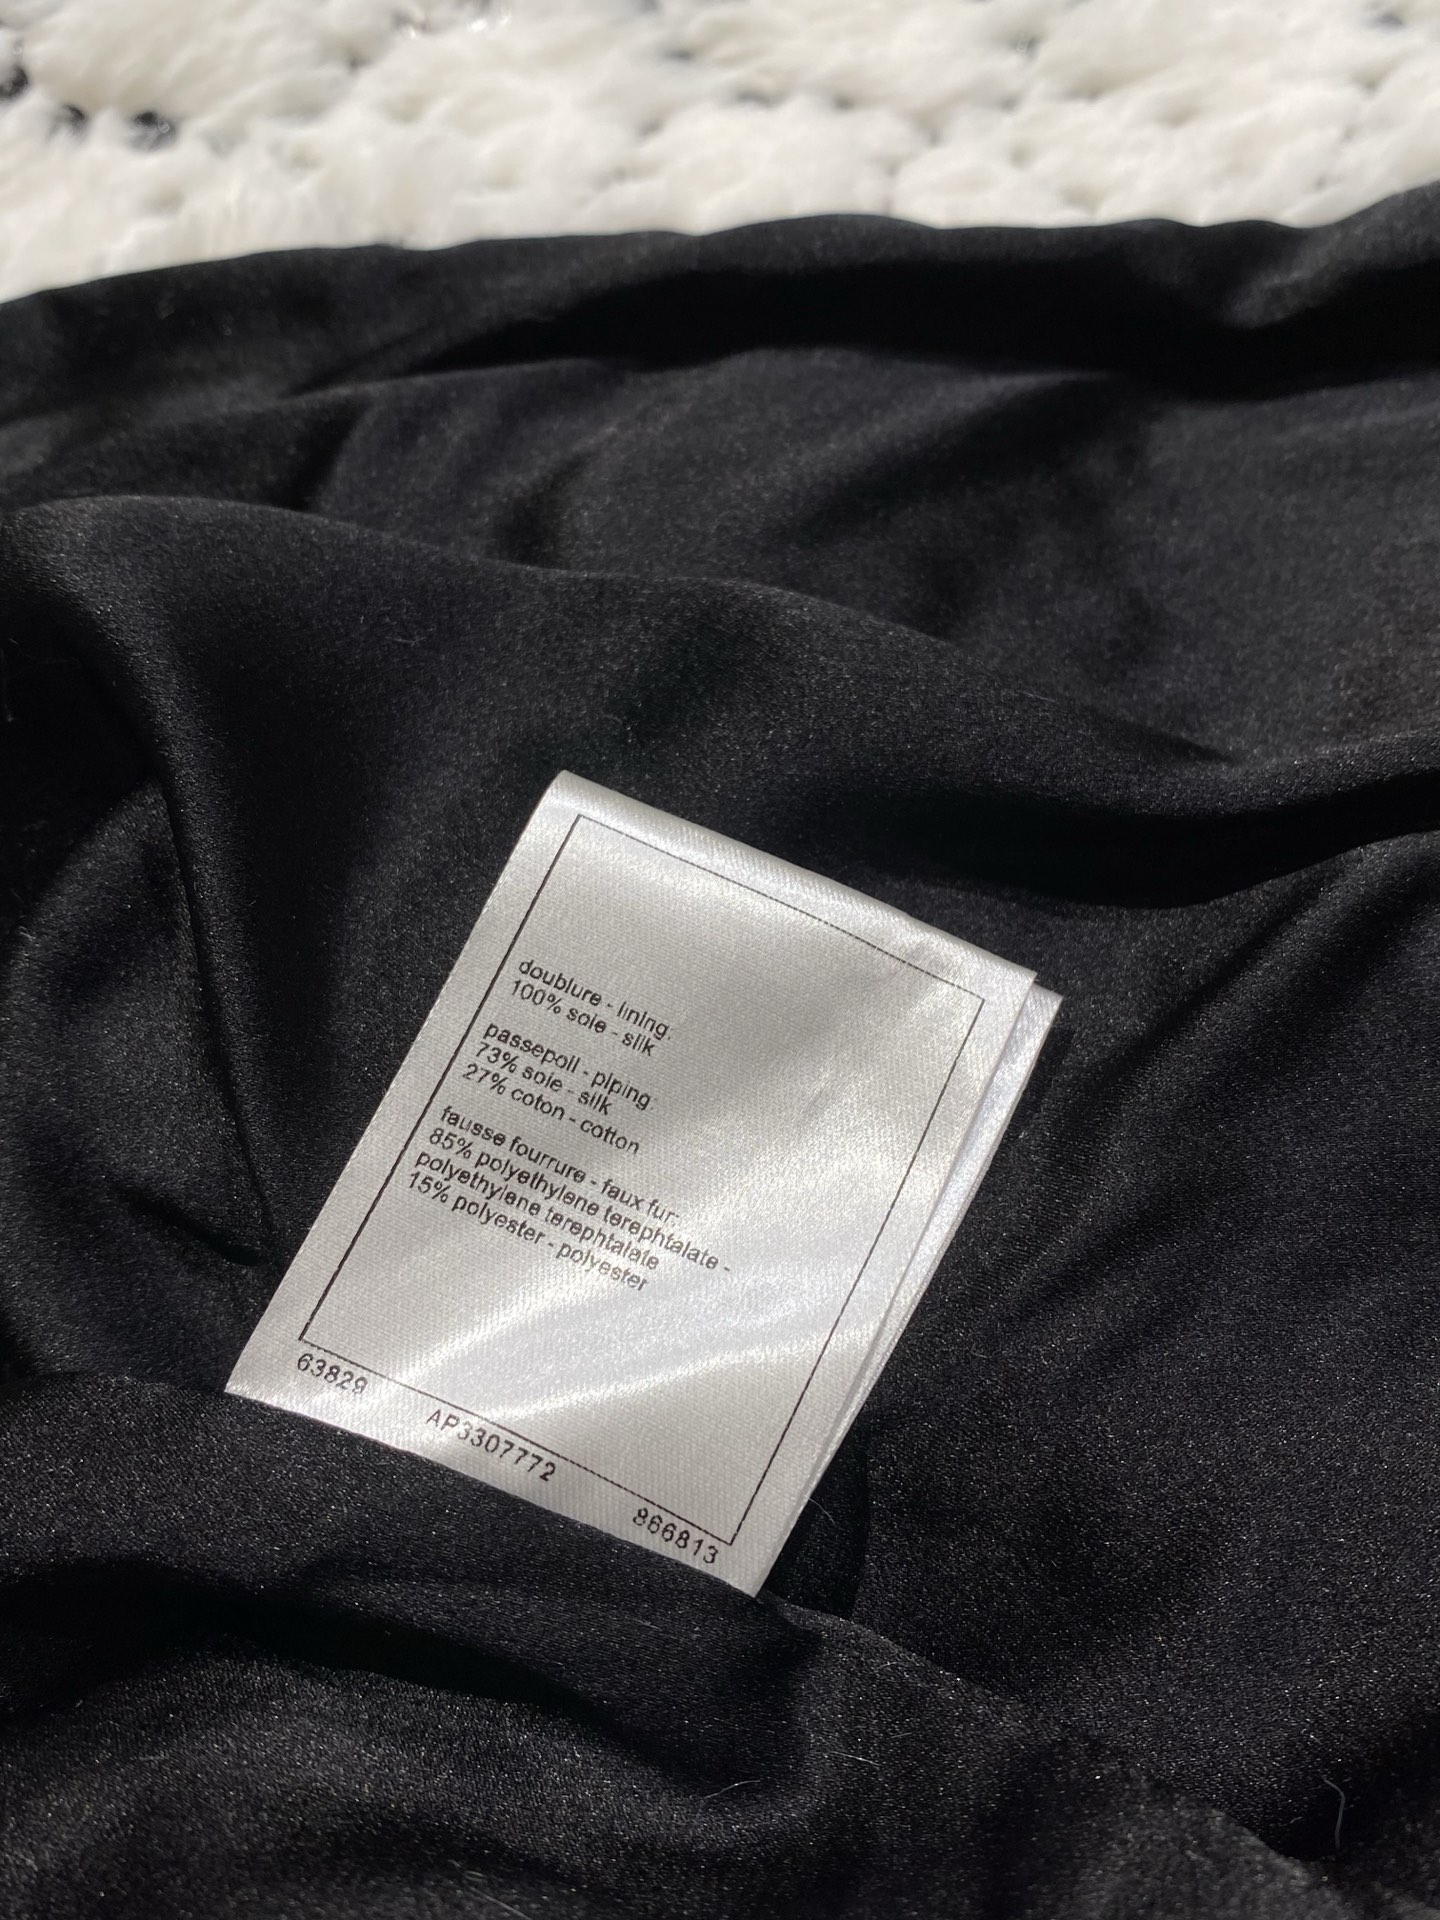 doublure - lining:
100% soie - silk
passepoil - piping:
73% soie - silk
27% coton - cotton
fausse fourrure - faux fur:
85% polyethylene terephtalate -
polyethylene terephtalate
15% polyester - polyester
63829
AP3307772
866813